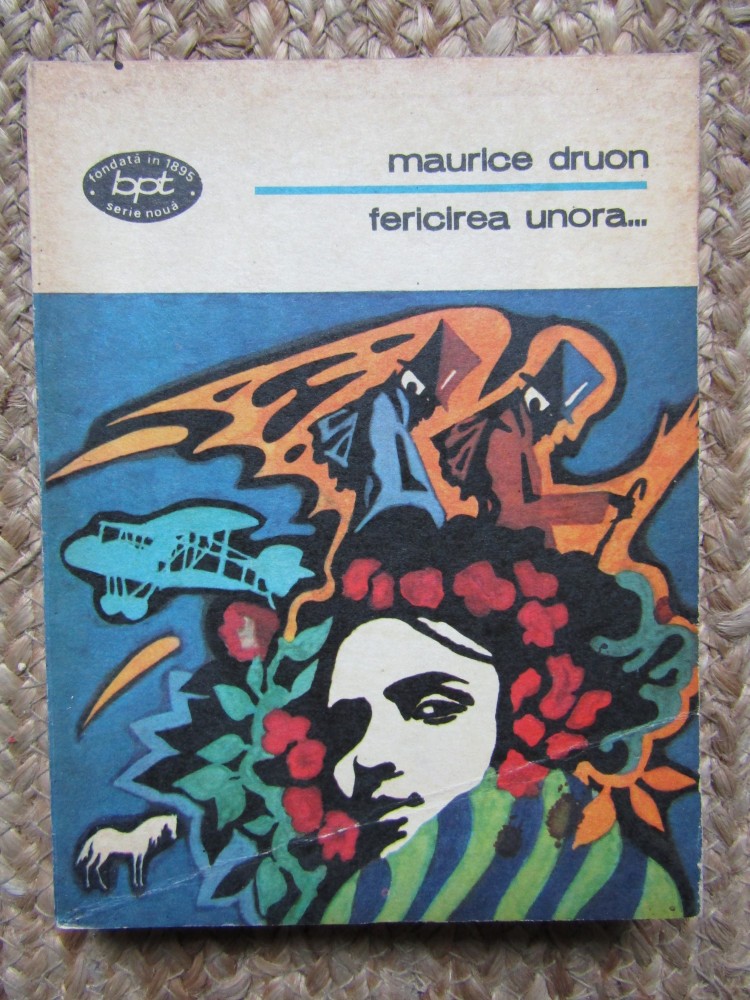 fondată în 1895
bpt
serie nouă
maurice druon
fericirea unora...